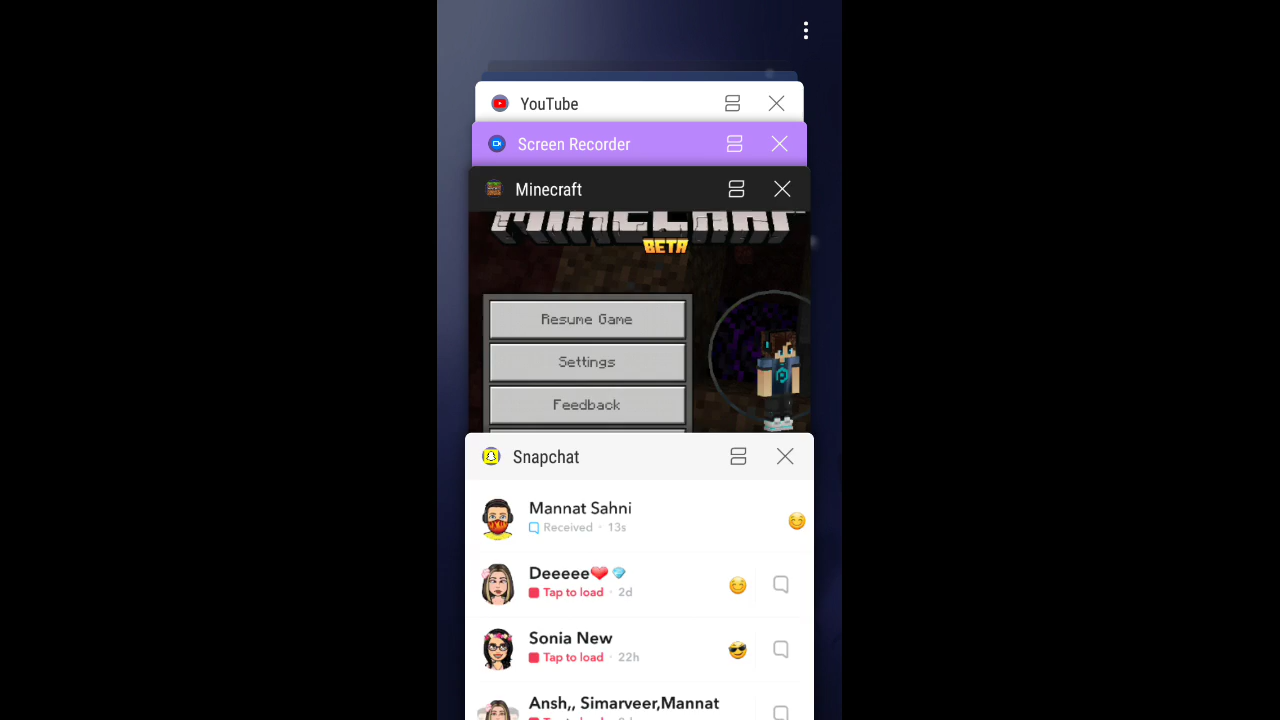 YouTube
Screen Recorder
Minecraft
MINECRAFT
BETA
Resume Game
Settings
Feedback
Snapchat
Mannat Sahni
Received · 13s
Deeeee❤️💎
Tap to load · 2d
Sonia New
Tap to load · 22h
Ansh,, Simarveer,Mannat